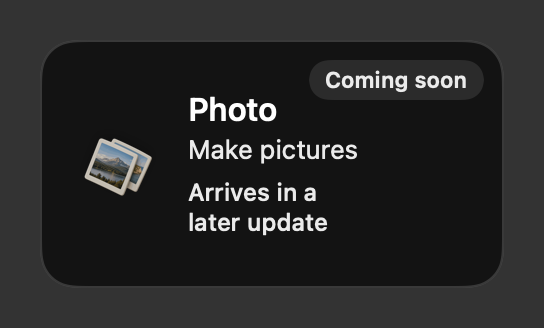 Coming soon
Photo
Make pictures
Arrives in a
later update